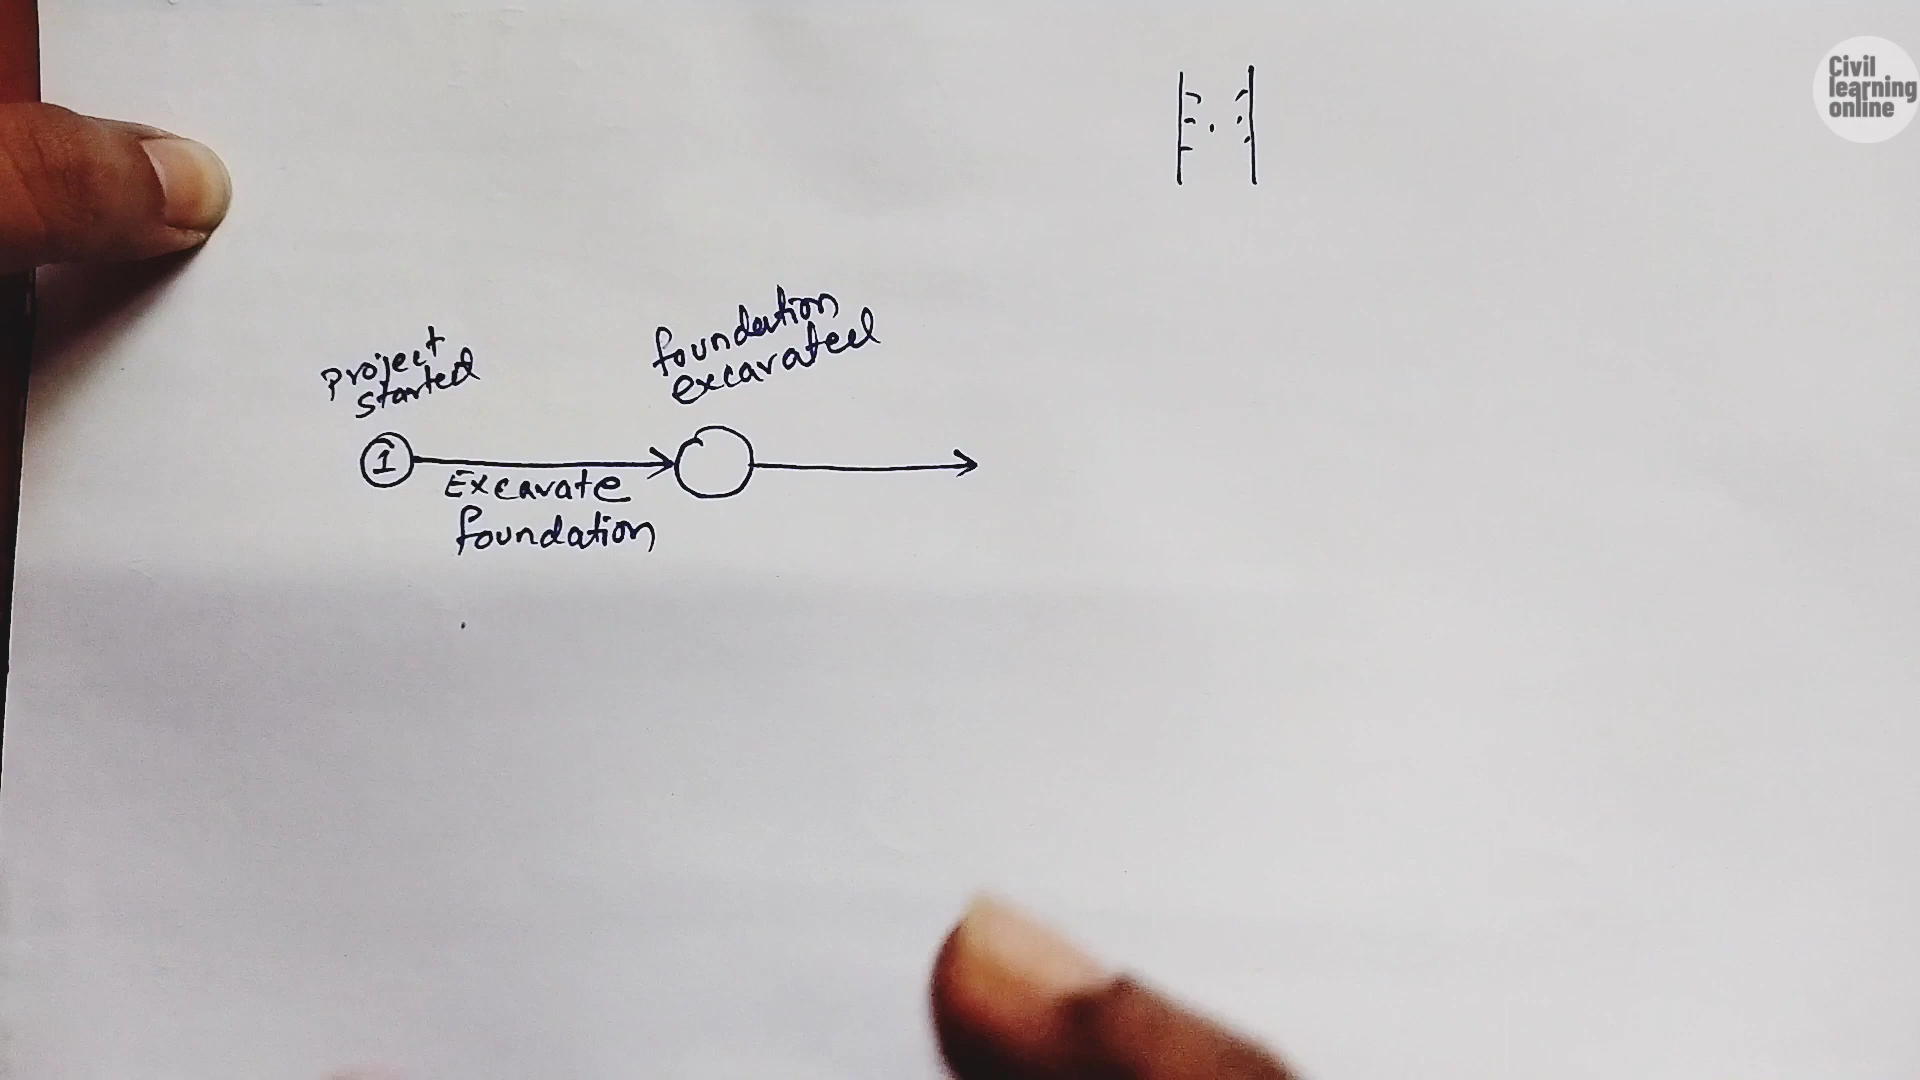 Civil
learning
online
project
started
foundation
excavated
1
Excavate
foundation